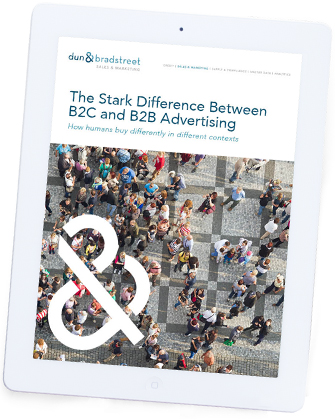 dun&bradstreet
SALES & MARKETING
The Stark Difference Between
B2C and B2B Advertising
How humans buy differently in different contexts
&